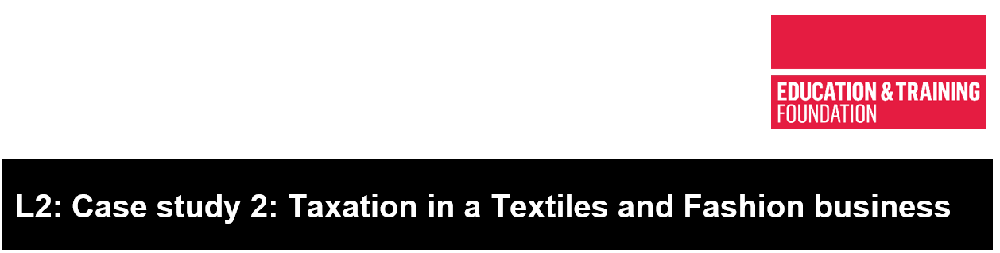 EDUCATION & TRAINING
FOUNDATION
L2: Case study 2: Taxation in a Textiles and Fashion business